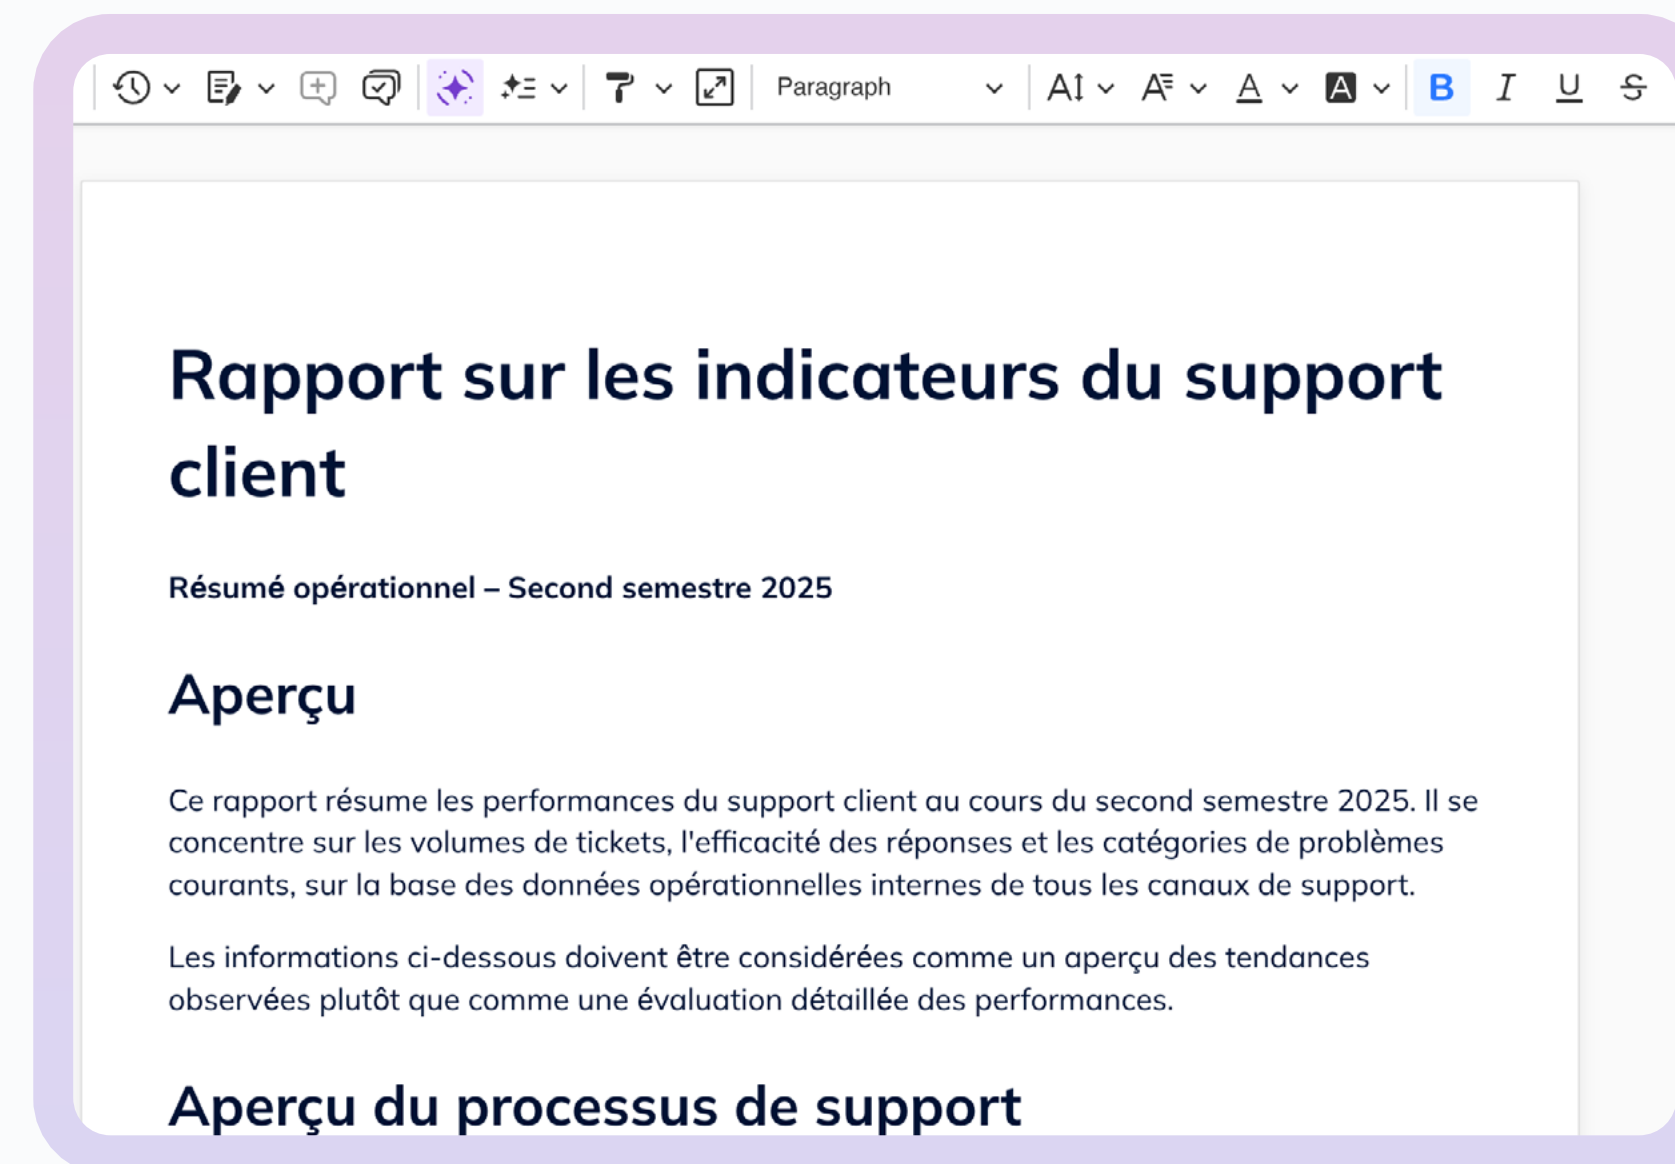 Paragraph
A
A
A
A
B
I
U
S
Rapport sur les indicateurs du support
client
Résumé opérationnel – Second semestre 2025
Aperçu
Ce rapport résume les performances du support client au cours du second semestre 2025. Il se
concentre sur les volumes de tickets, l'efficacité des réponses et les catégories de problèmes
courants, sur la base des données opérationnelles internes de tous les canaux de support.
Les informations ci-dessous doivent être considérées comme un aperçu des tendances
observées plutôt que comme une évaluation détaillée des performances.
Aperçu du processus de support